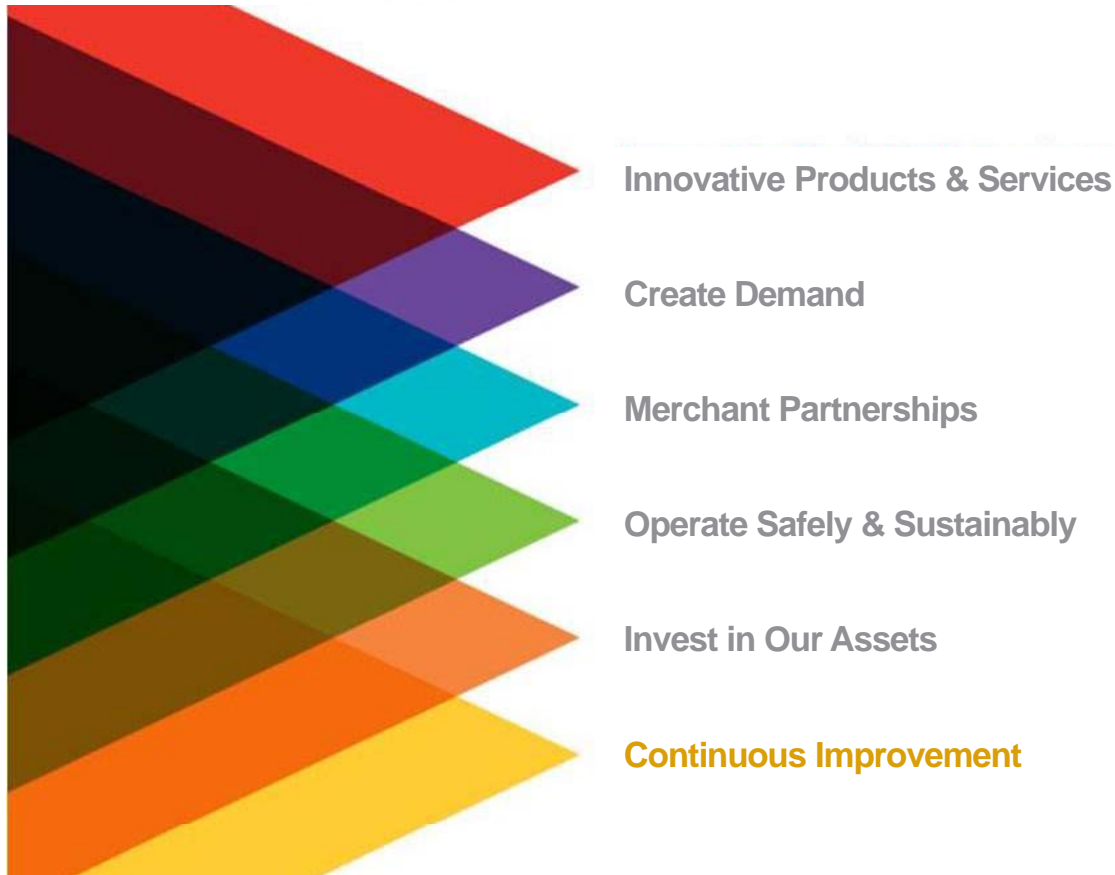 Innovative Products & Services
Create Demand
Merchant Partnerships
Operate Safely & Sustainably
Invest in Our Assets
Continuous Improvement